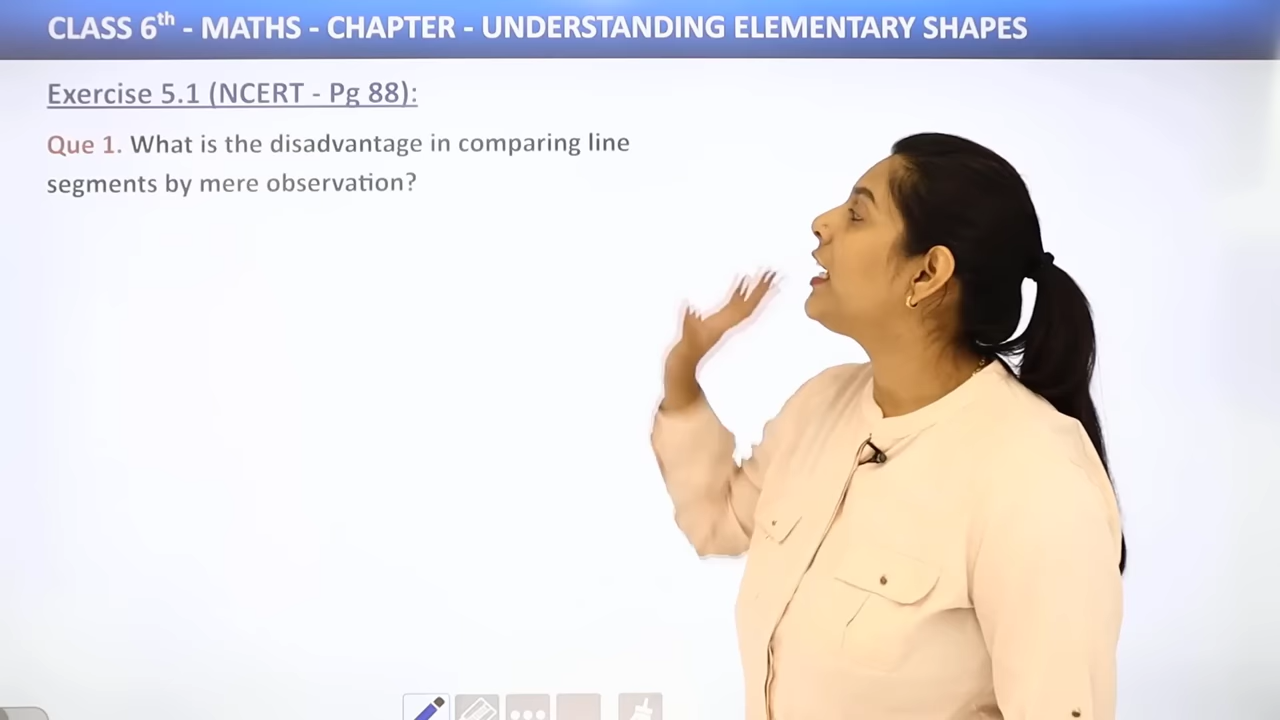 CLASS 6th - MATHS - CHAPTER - UNDERSTANDING ELEMENTARY SHAPES
Exercise 5.1 (NCERT - Pg 88):
Que 1. What is the disadvantage in comparing line
segments by mere observation?